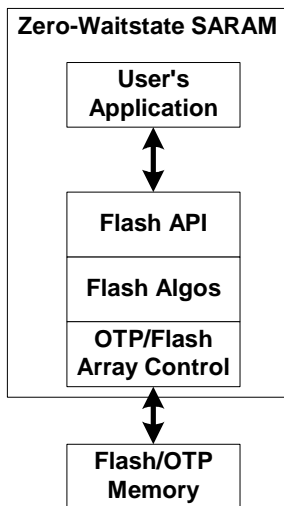 Zero-Waitstate SARAM
User's
Application
Flash API
Flash Algos
OTP/Flash
Array Control
Flash/OTP
Memory